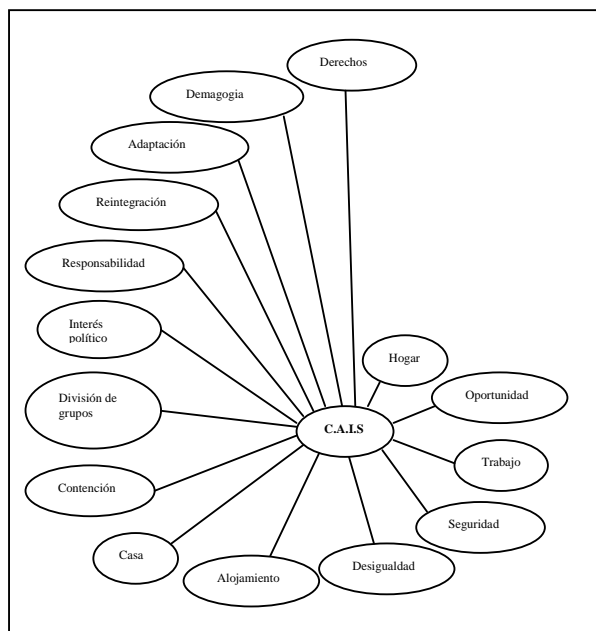 Derechos
Demagogia
Adaptación
Reintegración
Responsabilidad
Interés
político
Hogar
Oportunidad
División de
grupos
C.A.I.S
Trabajo
Contención
Seguridad
Casa
Alojamiento
Desigualdad